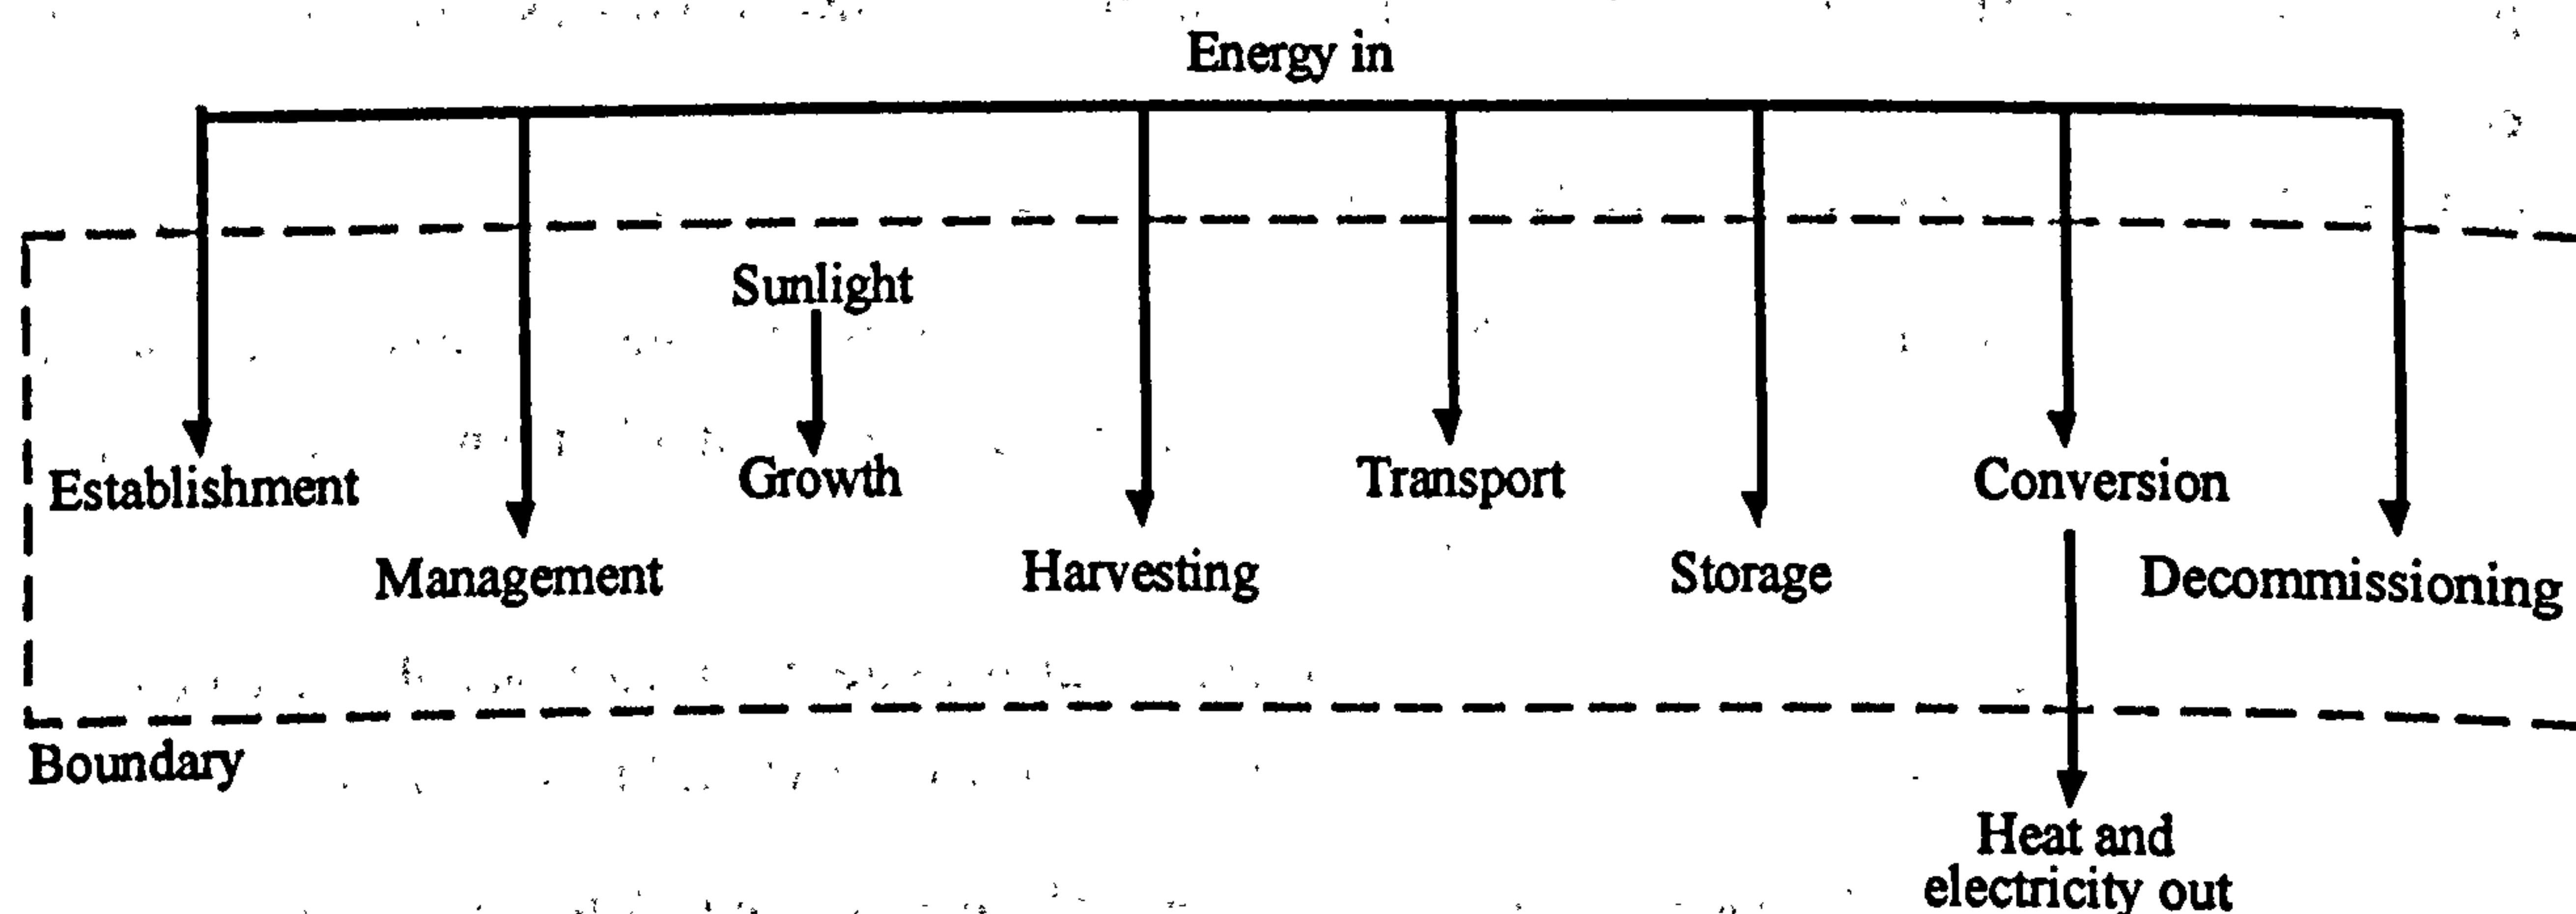 Energy in
Sunlight
Establishment
Growth
Transport
Conversion
Management
Harvesting
Storage
Decommissioning
Boundary
Heat and
electricity out